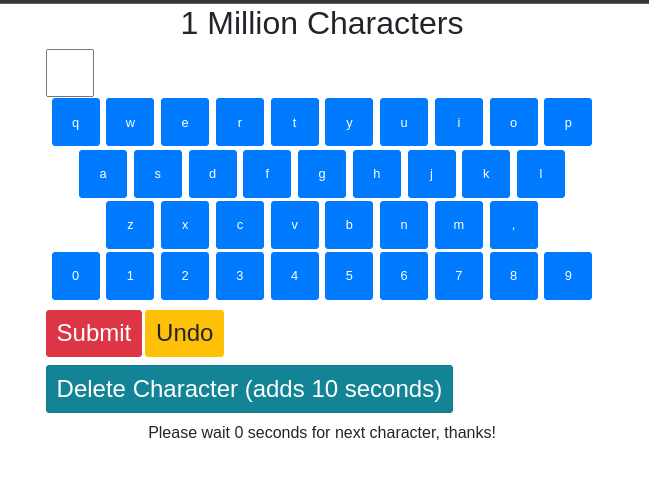 1 Million Characters
q w e r t y u i o p
a s d f g h j k l
z x c v b n m ,
0 1 2 3 4 5 6 7 8 9
Submit Undo
Delete Character (adds 10 seconds)
Please wait 0 seconds for next character, thanks!